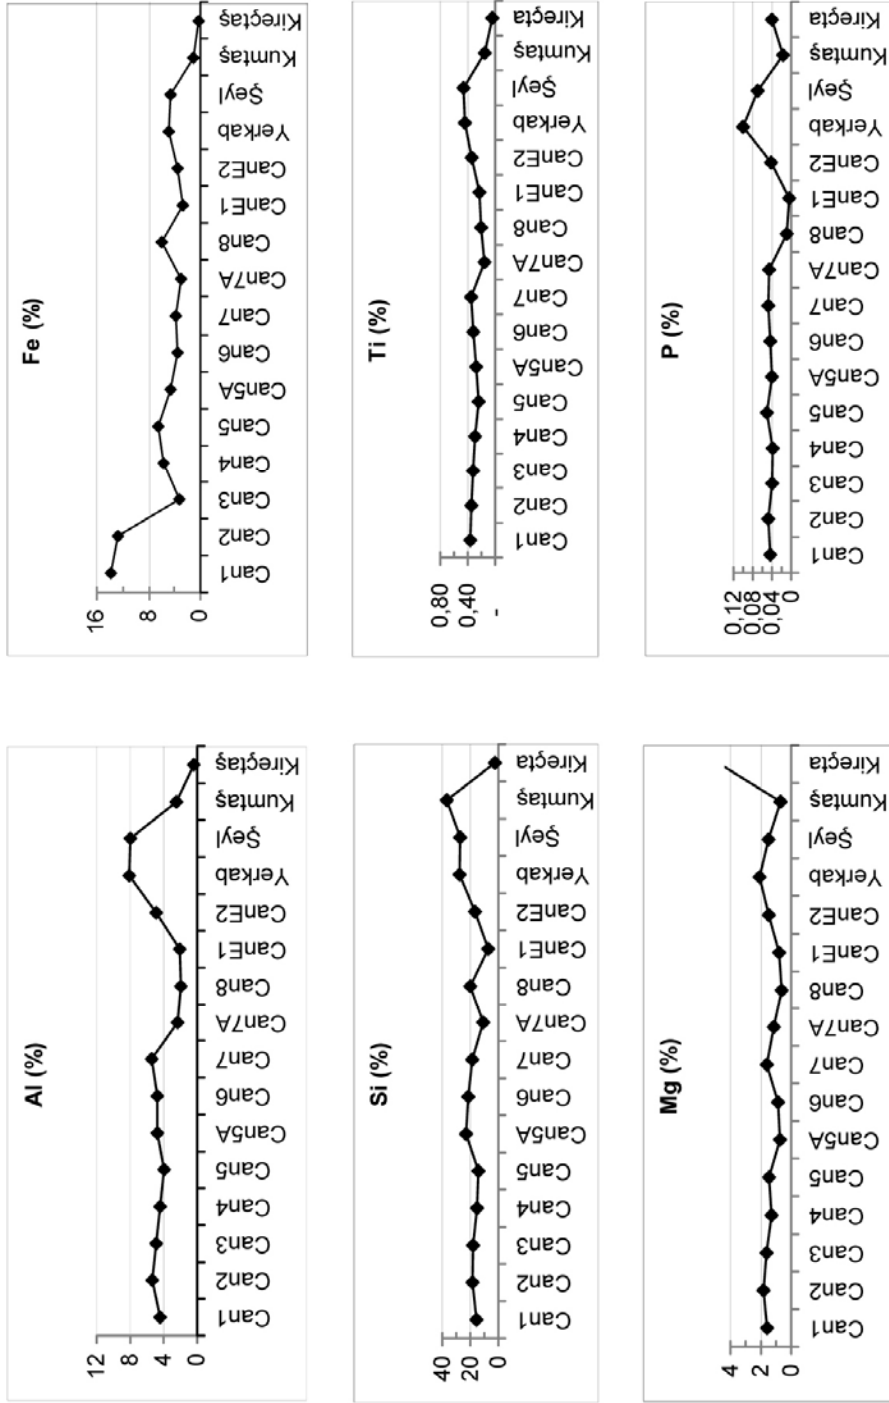 Al (%)
12
8
4
0
Can1
Can2
Can3
Can4
Can5
Can5A
Can6
Can7
Can7A
Can8
CanE1
CanE2
Yerkab
Şeyl
Kumtaş
Kireçtaş
Fe (%)
16
8
0
Can1
Can2
Can3
Can4
Can5
Can5A
Can6
Can7
Can7A
Can8
CanE1
CanE2
Yerkab
Şeyl
Kumtaş
Kireçtaş
Si (%)
40
20
0
Can1
Can2
Can3
Can4
Can5
Can5A
Can6
Can7
Can7A
Can8
CanE1
CanE2
Yerkab
Şeyl
Kumtaş
Kireçta
Ti (%)
0,80
0,40
-
Can1
Can2
Can3
Can4
Can5
Can5A
Can6
Can7
Can7A
Can8
CanE1
CanE2
Yerkab
Şeyl
Kumtaş
Kireçta
Mg (%)
4
2
0
Can1
Can2
Can3
Can4
Can5
Can5A
Can6
Can7
Can7A
Can8
CanE1
CanE2
Yerkab
Şeyl
Kumtaş
Kireçta
P (%)
0,12
0,08
0,04
0
Can1
Can2
Can3
Can4
Can5
Can5A
Can6
Can7
Can7A
Can8
CanE1
CanE2
Yerkab
Şeyl
Kumtaş
Kireçta